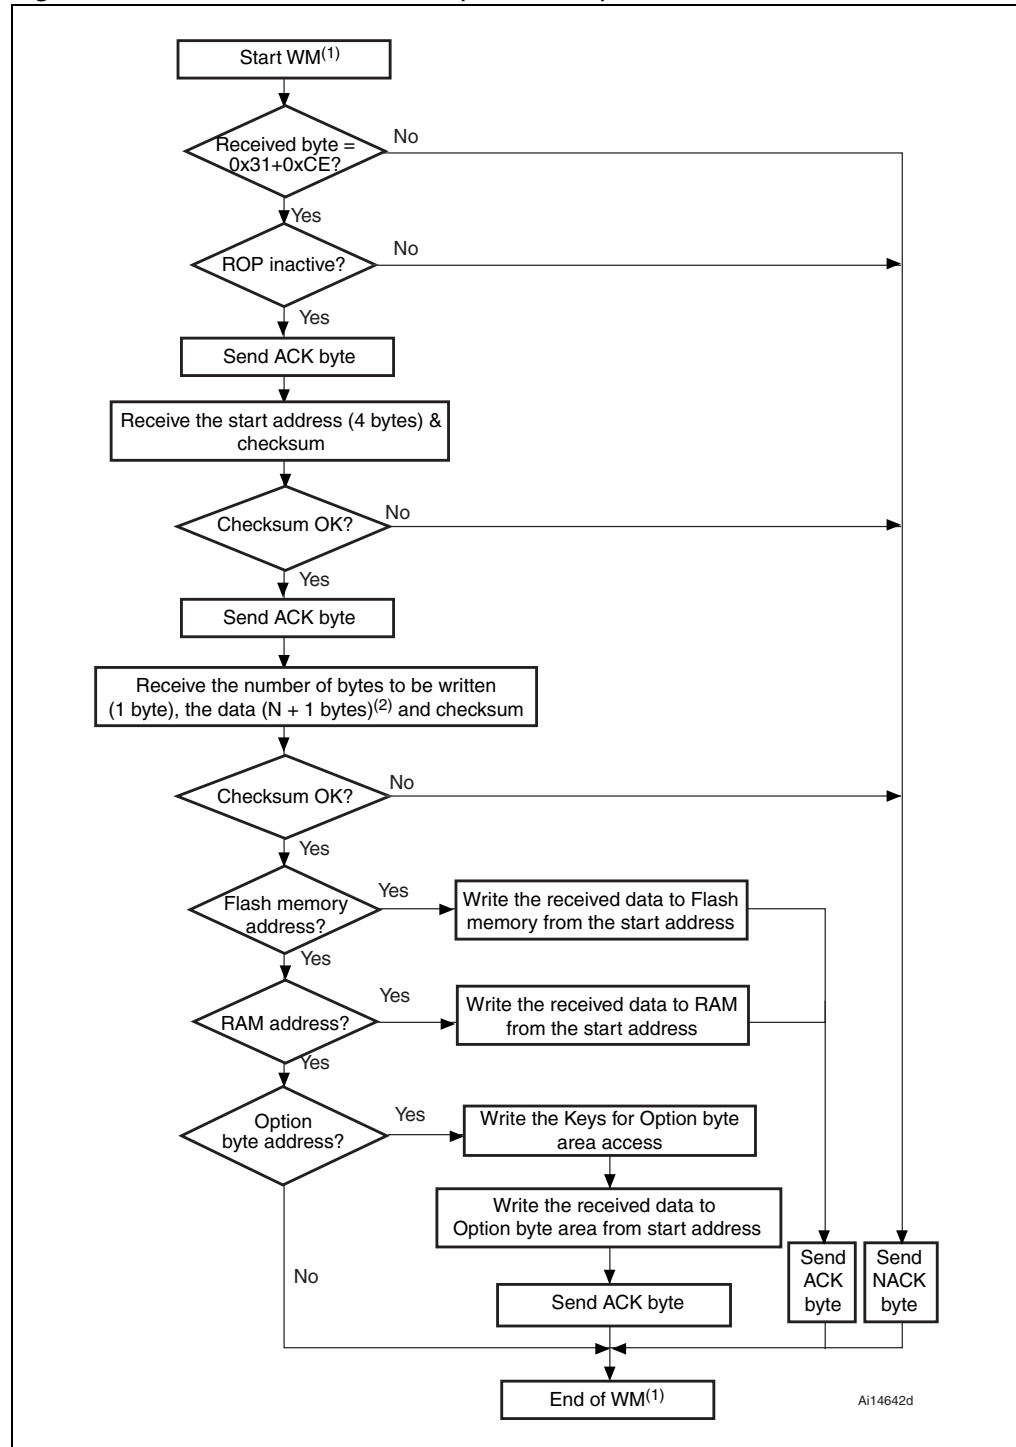 Start WM(1)
No
Received byte =
0x31+0xCE?
Yes
No
ROP inactive?
Yes
Send ACK byte
Receive the start address (4 bytes) &
checksum
No
Checksum OK?
Yes
Send ACK byte
Receive the number of bytes to be written
(1 byte), the data (N + 1 bytes)(2) and checksum
No
Checksum OK?
Yes
Yes
Flash memory
address?
Write the received data to Flash
memory from the start address
Yes
Yes
RAM address?
Write the received data to RAM
from the start address
Yes
Yes
Option
byte address?
Write the Keys for Option byte
area access
Write the received data to
Option byte area from start address
No
Send ACK byte
Send
ACK
byte
Send
NACK
byte
End of WM(1)
Ai14642d